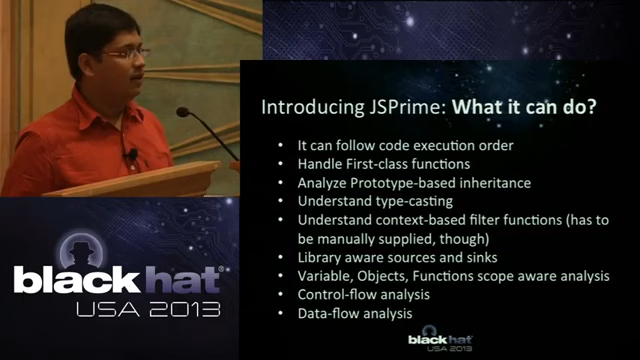 Introducing JSPrime: What it can do?
• It can follow code execution order
• Handle First-class functions
• Analyze Prototype-based inheritance
• Understand type-casting
• Understand context-based filter functions (has to
be manually supplied, though)
• Library aware sources and sinks
• Variable, Objects, Functions scope aware analysis
• Control-flow analysis
• Data-flow analysis
black hat
USA 2013
black hat
USA 2013